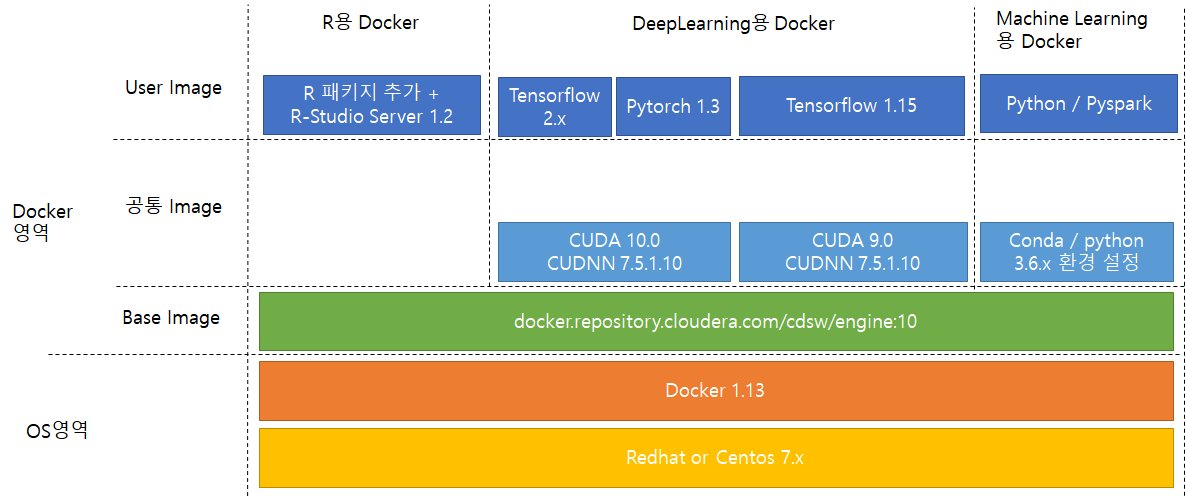 R용 Docker
DeepLearning용 Docker
Machine Learning
용 Docker
User Image
R 패키지 추가 +
R-Studio Server 1.2
Tensorflow
2.x
Pytorch 1.3
Tensorflow 1.15
Python / Pyspark
Docker
영역
공통 Image
CUDA 10.0
CUDNN 7.5.1.10
CUDA 9.0
CUDNN 7.5.1.10
Conda / python
3.6.x 환경 설정
Base Image
docker.repository.cloudera.com/cdsw/engine:10
OS영역
Docker 1.13
Redhat or Centos 7.x